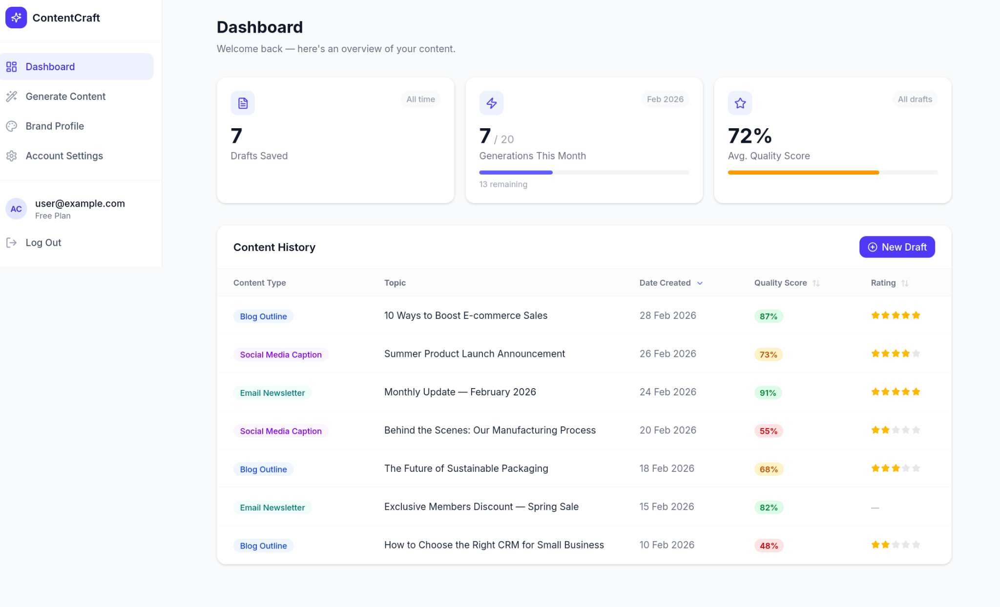 ContentCraft
Dashboard
Generate Content
Brand Profile
Account Settings
AC
user@example.com
Free Plan
Log Out
Dashboard
Welcome back — here's an overview of your content.
All time
7
Drafts Saved
Feb 2026
7 / 20
Generations This Month
13 remaining
All drafts
72%
Avg. Quality Score
Content History
New Draft
Content Type Topic Date Created Quality Score Rating
Blog Outline 10 Ways to Boost E-commerce Sales 28 Feb 2026 87%
Social Media Caption Summer Product Launch Announcement 26 Feb 2026 73%
Email Newsletter Monthly Update — February 2026 24 Feb 2026 91%
Social Media Caption Behind the Scenes: Our Manufacturing Process 20 Feb 2026 55%
Blog Outline The Future of Sustainable Packaging 18 Feb 2026 68%
Email Newsletter Exclusive Members Discount — Spring Sale 15 Feb 2026 82% —
Blog Outline How to Choose the Right CRM for Small Business 10 Feb 2026 48%